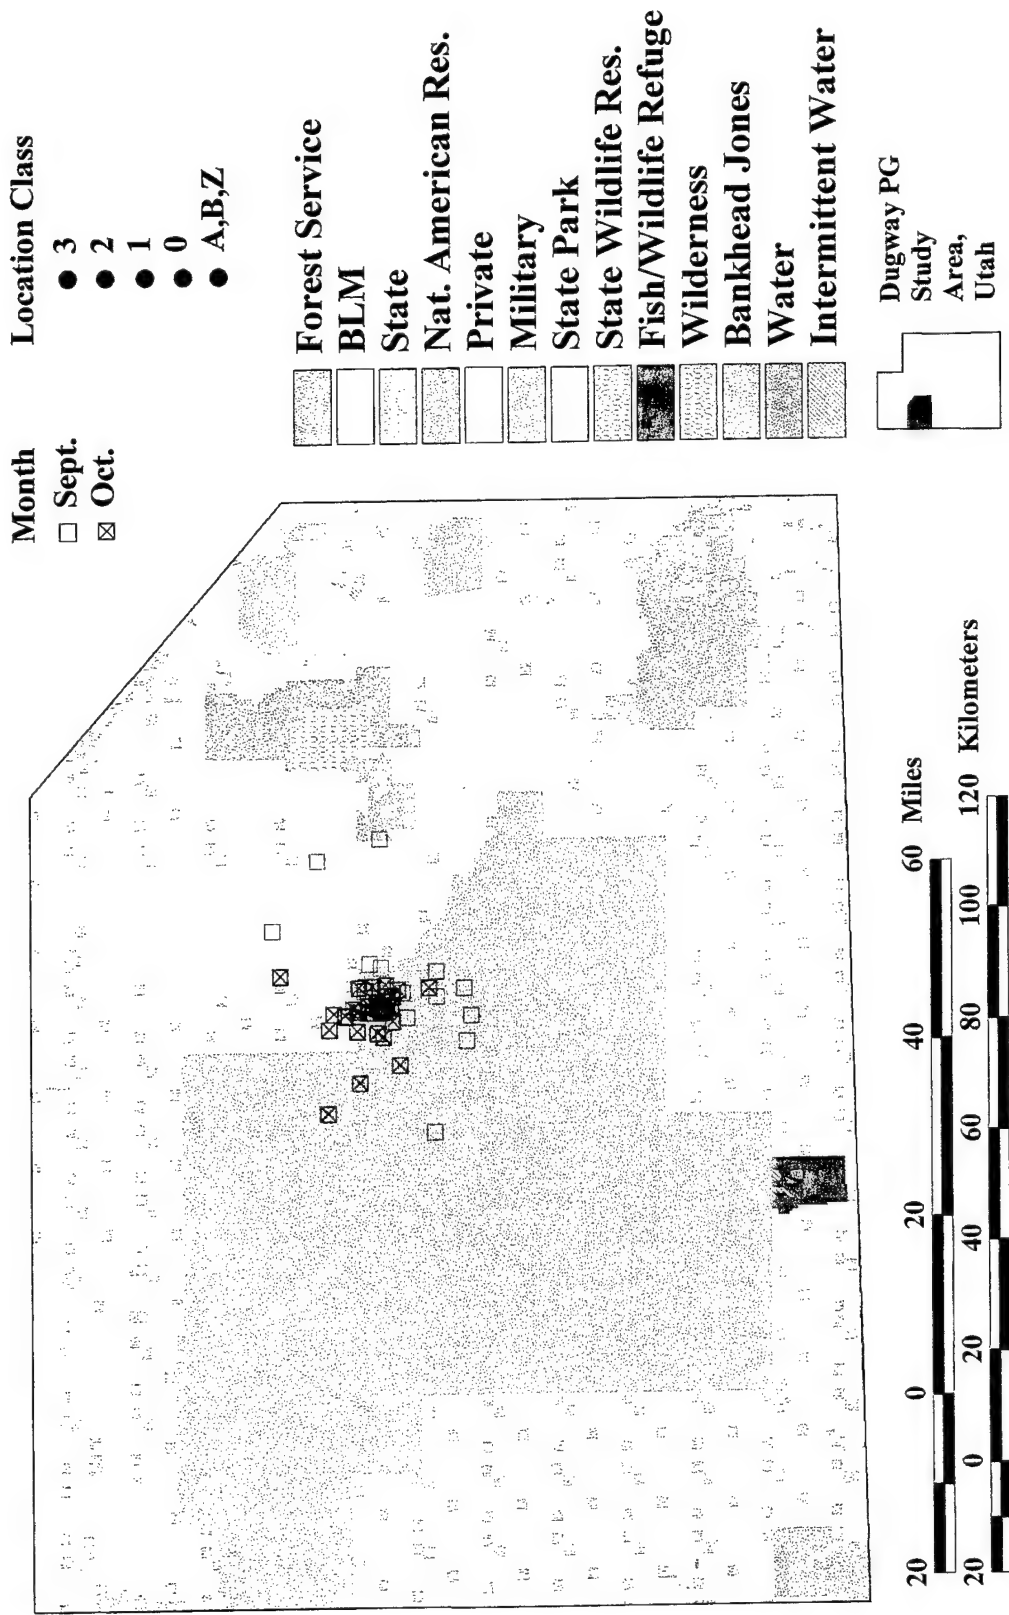 Month
Sept.
Oct.
Location Class
3
2
1
0
A,B,Z
Forest Service
BLM
State
Nat. American Res.
Private
Military
State Park
State Wildlife Res.
Fish/Wildlife Refuge
Wilderness
Bankhead Jones
Water
Intermittent Water
Dugway PG
Study
Area,
Utah
20 0 20 40 60 Miles
20 0 20 40 60 80 100 120 Kilometers